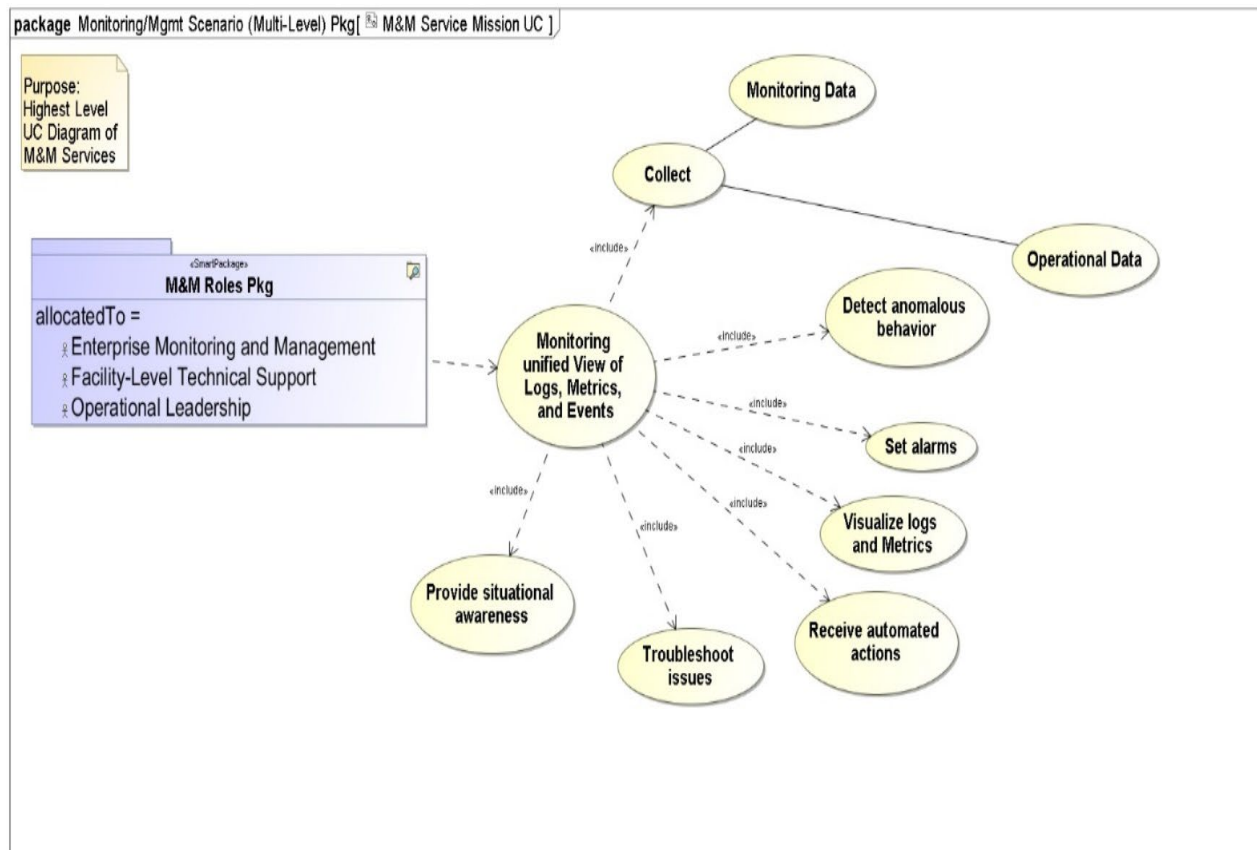 package Monitoring/Mgmt Scenario (Multi-Level) Pkg[ M&M Service Mission UC ]
Purpose:
Highest Level
UC Diagram of
M&M Services
Monitoring Data
Collect
Operational Data
«include»
«SmartPackage»
M&M Roles Pkg
allocatedTo =
Enterprise Monitoring and Management
Facility-Level Technical Support
Operational Leadership
Monitoring
unified View of
Logs, Metrics,
and Events
«include»
Detect anomalous
behavior
«include»
Set alarms
«include»
Visualize logs
and Metrics
«include»
Receive automated
actions
«include»
Troubleshoot
issues
«include»
Provide situational
awareness